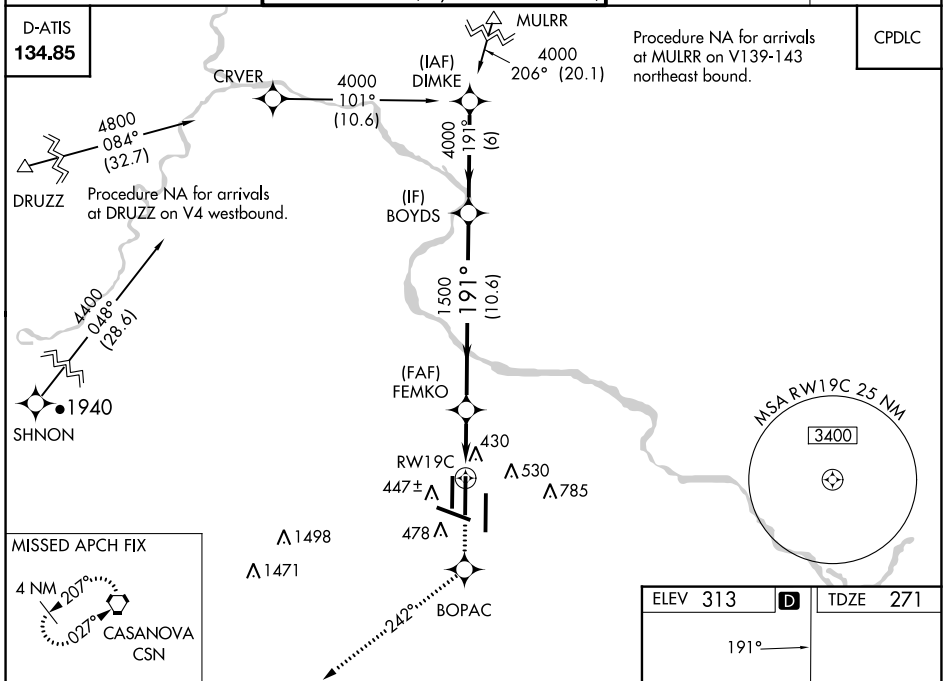 D-ATIS
134.85
MULRR
4000
206° (20.1)
Procedure NA for arrivals
at MULRR on V139-143
northeast bound.
CPDLC
(IAF)
DIMKE
CRVER
4000
101°
(10.6)
4800
084°
(32.7)
DRUZZ
Procedure NA for arrivals
at DRUZZ on V4 westbound.
4000
191°
(6)
(IF)
BOYDS
1500
191°
(10.6)
4400
048°
(28.6)
1940
SHNON
(FAF)
FEMKO
430
RW19C
530
447±
785
478
1498
1471
MSA RW19C 25 NM
3400
MISSED APCH FIX
4 NM
207°
027°
CASANOVA
CSN
BOPAC
242°
ELEV 313 D
TDZE 271
191°